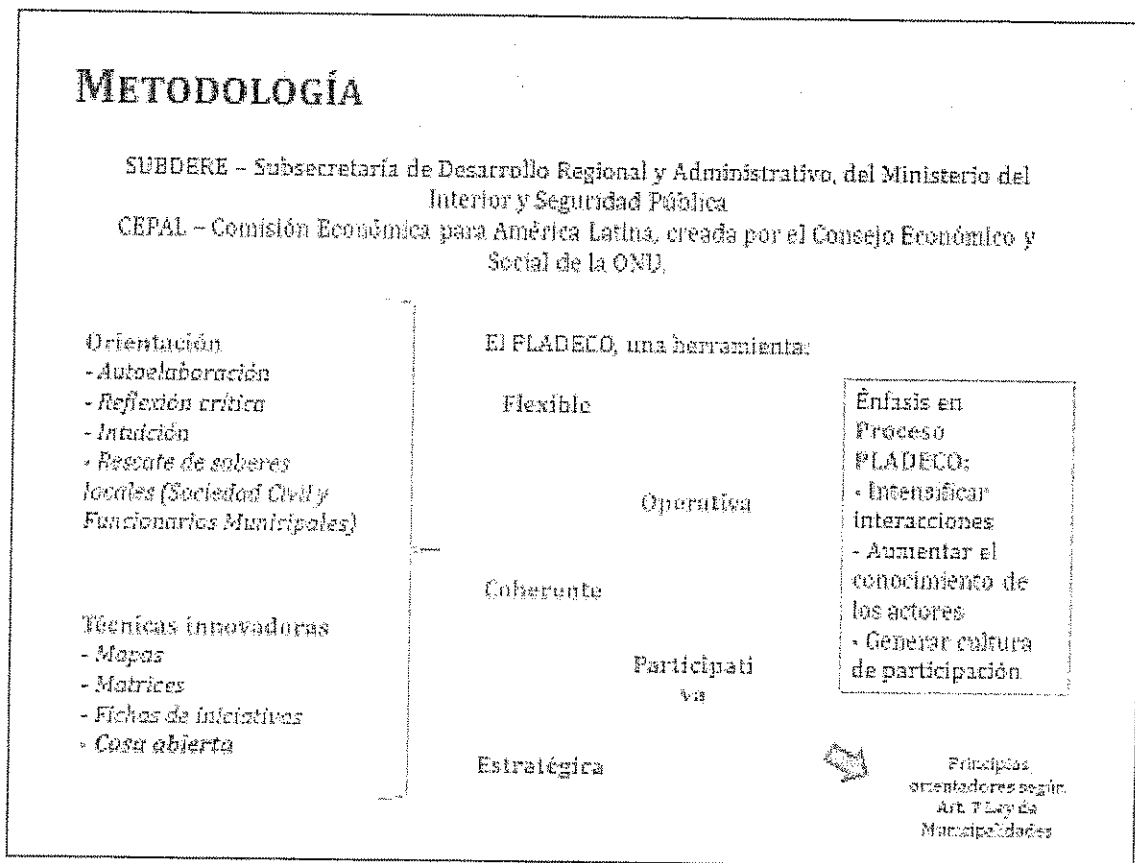 METODOLOGÍA
SUBDERE – Subsecretaría de Desarrollo Regional y Administrativo, del Ministerio del
Interior y Seguridad Pública
CEPAL – Comisión Económica para América Latina, creada por el Consejo Económico y
Social de la ONU.
Orientación
- Autoelaboración
- Reflexión crítica
- Intuición
- Rescate de saberes
locales (Sociedad Civil y
Funcionarios Municipales)
Técnicas innovadoras
- Mapas
- Matrices
- Fichas de iniciativas
- Casa abierta
El PLADECO, una herramienta:
Flexible
Operativa
Coherente
Participati
va
Estratégica
Énfasis en
Proceso
PLADECO:
- Intensificar
interacciones
- Aumentar el
conocimiento de
los actores
- Generar cultura
de participación
Principios
orientadores según
Art. 7 Ley de
Municipalidades